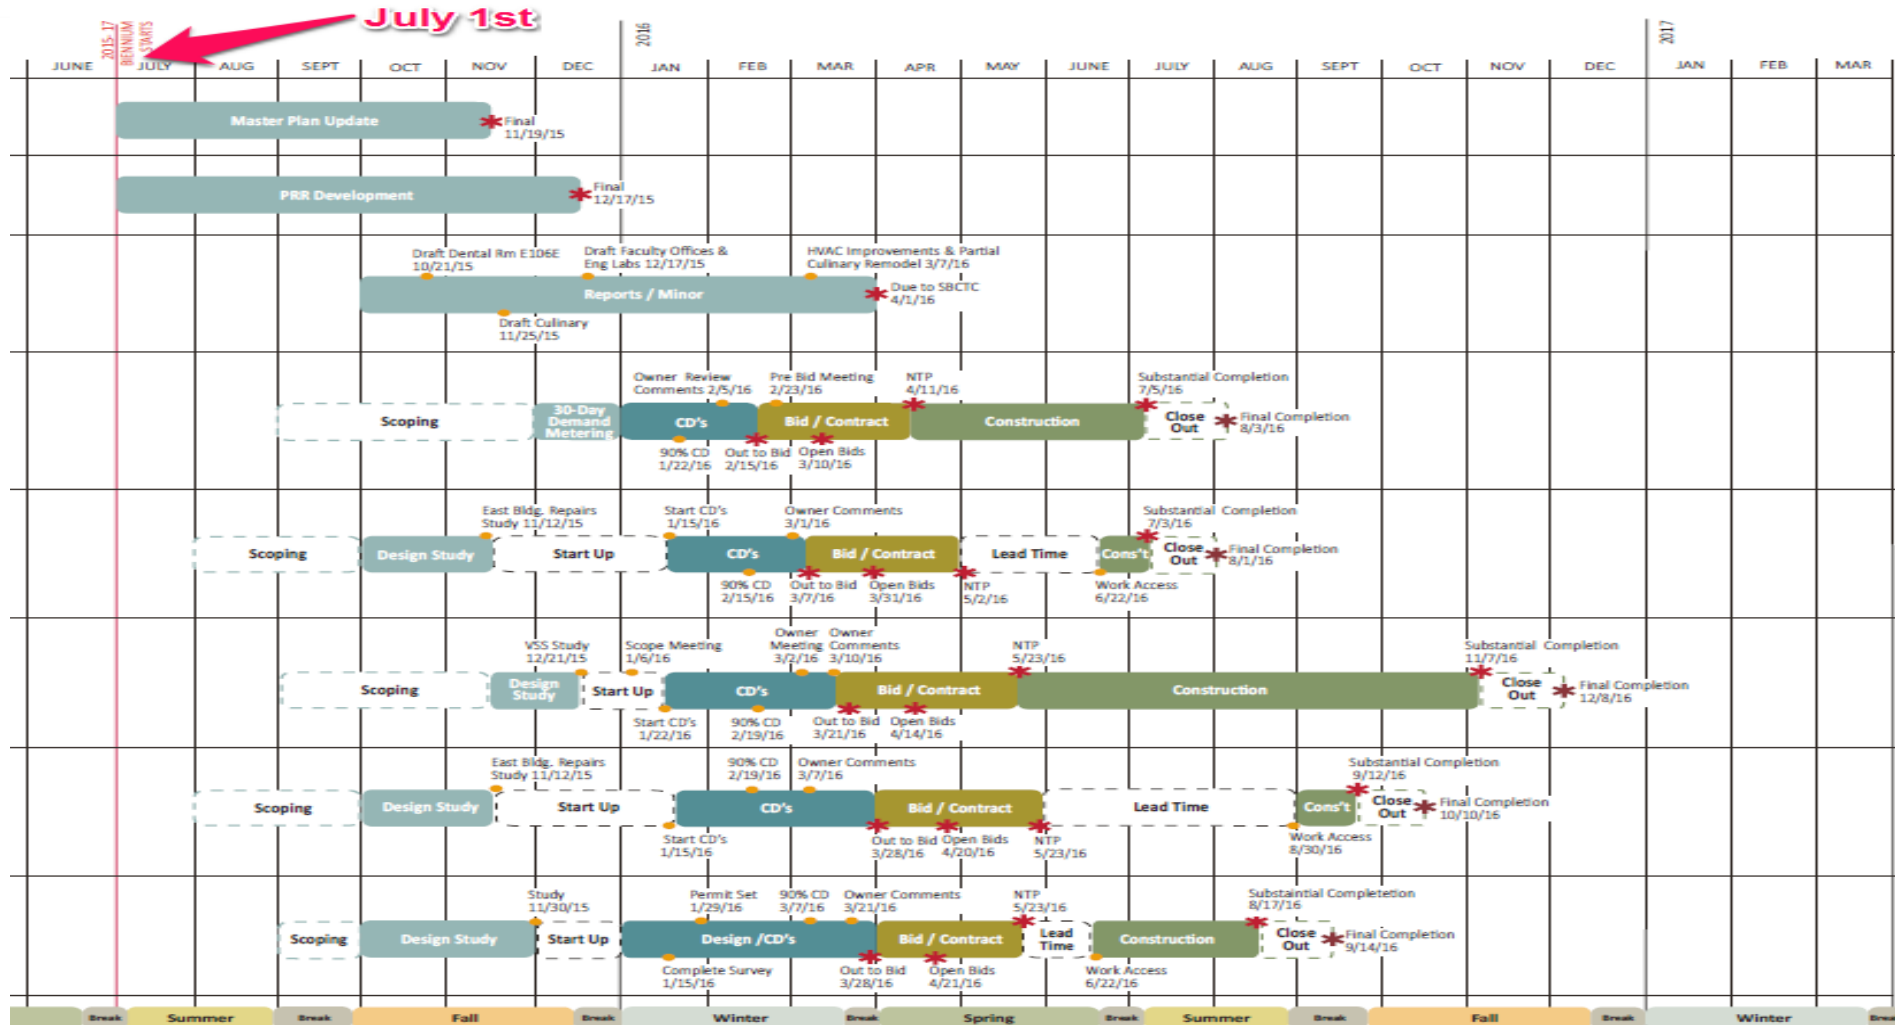 July 1st
2015-17
BIENNIUM
STARTS
2016
2017
JUNE JULY AUG SEPT OCT NOV DEC JAN FEB MAR APR MAY JUNE JULY AUG SEPT OCT NOV DEC JAN FEB MAR
Master Plan Update
Final
11/19/15
PRR Development
Final
12/17/15
Draft Dental Rm E106E
10/21/15
Draft Faculty Offices &
Eng Labs 12/17/15
HVAC Improvements & Partial
Culinary Remodel 3/7/16
Reports / Minor
Due to SBCTC
4/1/16
Draft Culinary
11/25/15
Owner Review
Comments 2/5/16
Pre Bid Meeting
2/23/16
NTP
4/11/16
Substantial Completion
7/5/16
Scoping
30-Day
Demand
Metering
CD's
Bid / Contract
Construction
Close
Out
Final Completion
8/3/16
90% CD
1/22/16
Out to Bid
2/15/16
Open Bids
3/10/16
East Bldg. Repairs
Study 11/12/15
Start CD's
1/15/16
Owner Comments
3/1/16
Substantial Completion
7/3/16
Scoping
Design Study
Start Up
CD's
Bid / Contract
Lead Time
Cons't
Close
Out
Final Completion
8/1/16
90% CD
2/15/16
Out to Bid
3/7/16
Open Bids
3/31/16
NTP
5/2/16
Work Access
6/22/16
VSS Study
12/21/15
Scope Meeting
1/6/16
Owner
Meeting
3/2/16
Owner
Comments
3/10/16
NTP
5/23/16
Substantial Completion
11/7/16
Scoping
Design
Study
Start Up
CD's
Bid / Contract
Construction
Close
Out
Final Completion
12/8/16
Start CD's
1/22/16
90% CD
2/19/16
Out to Bid
3/21/16
Open Bids
4/14/16
East Bldg. Repairs
Study 11/12/15
90% CD
2/19/16
Owner Comments
3/7/16
Substantial Completion
9/12/16
Scoping
Design Study
Start Up
CD's
Bid / Contract
Lead Time
Cons't
Close
Out
Final Completion
10/10/16
Start CD's
1/15/16
Out to Bid
3/28/16
Open Bids
4/20/16
NTP
5/23/16
Work Access
8/30/16
Study
11/30/15
Permit Set
1/29/16
90% CD
3/7/16
Owner Comments
3/21/16
NTP
5/23/16
Substaintial Completetion
8/17/16
Scoping
Design Study
Start Up
Design /CD's
Bid / Contract
Lead
Time
Construction
Close
Out
Final Completion
9/14/16
Complete Survey
1/15/16
Out to Bid
3/28/16
Open Bids
4/21/16
Work Access
6/22/16
Break Summer Break Fall Break Winter Break Spring Break Summer Break Fall Break Winter